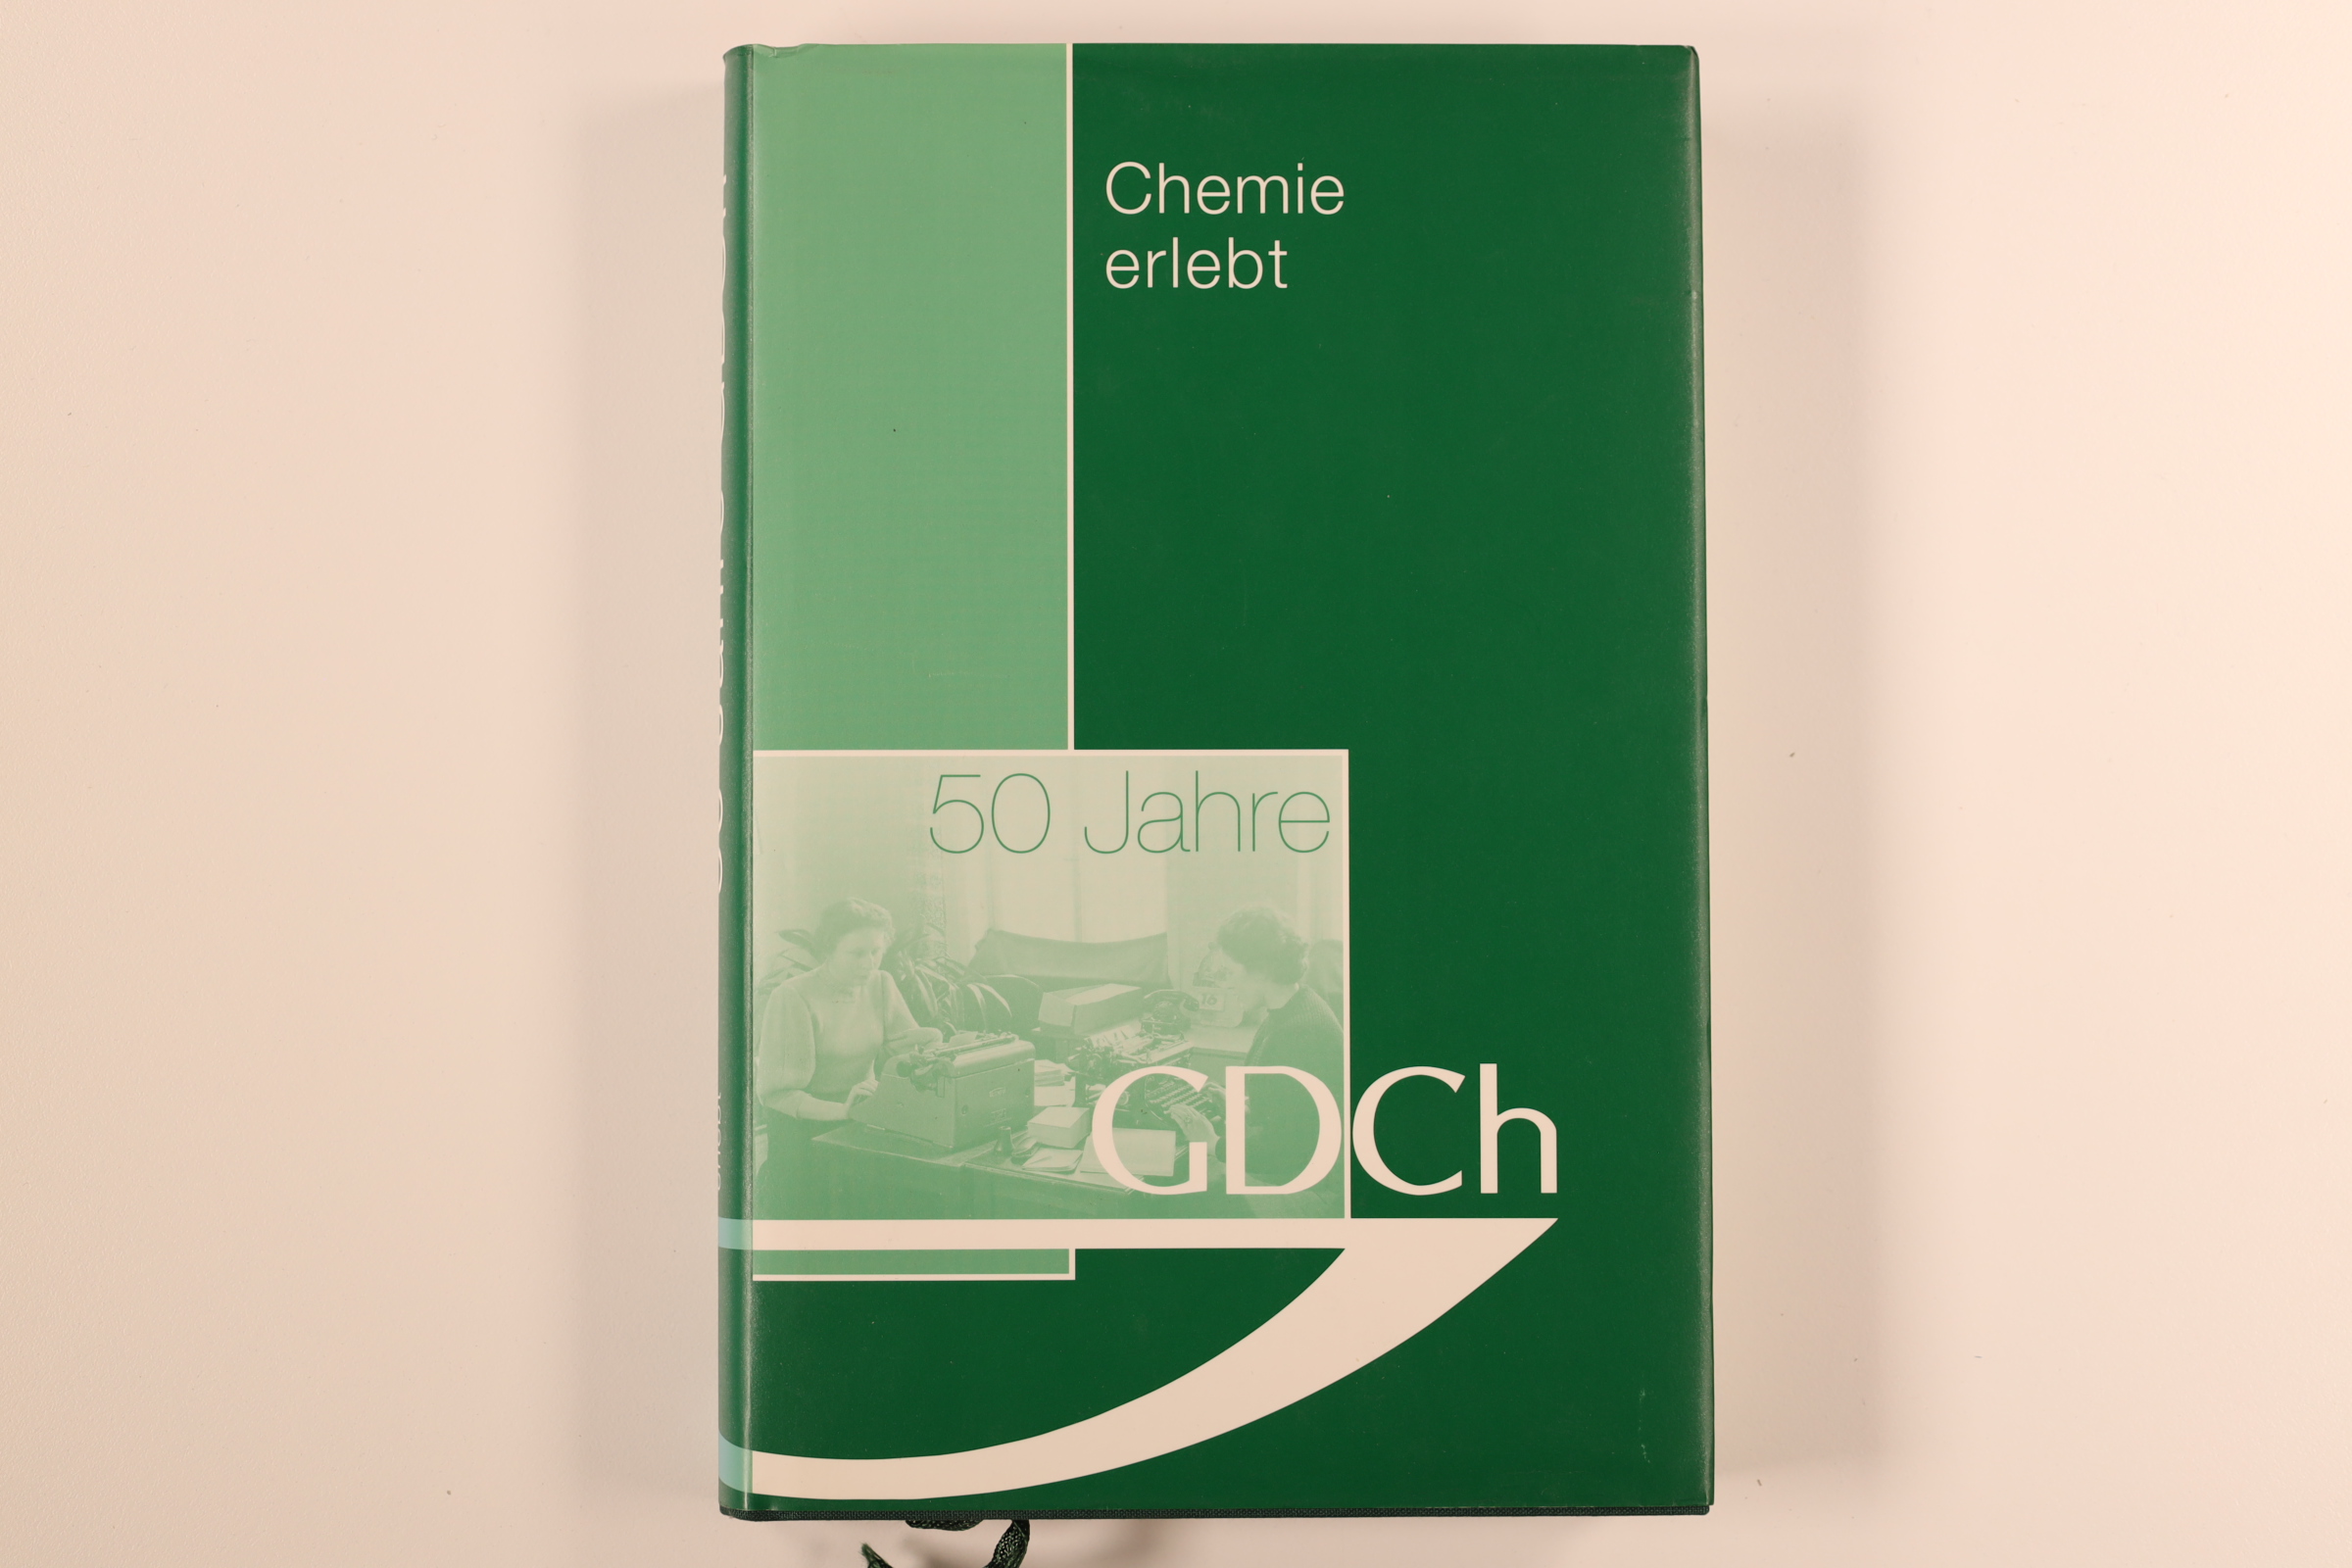 Chemie
erlebt
50 Jahre
GDCh